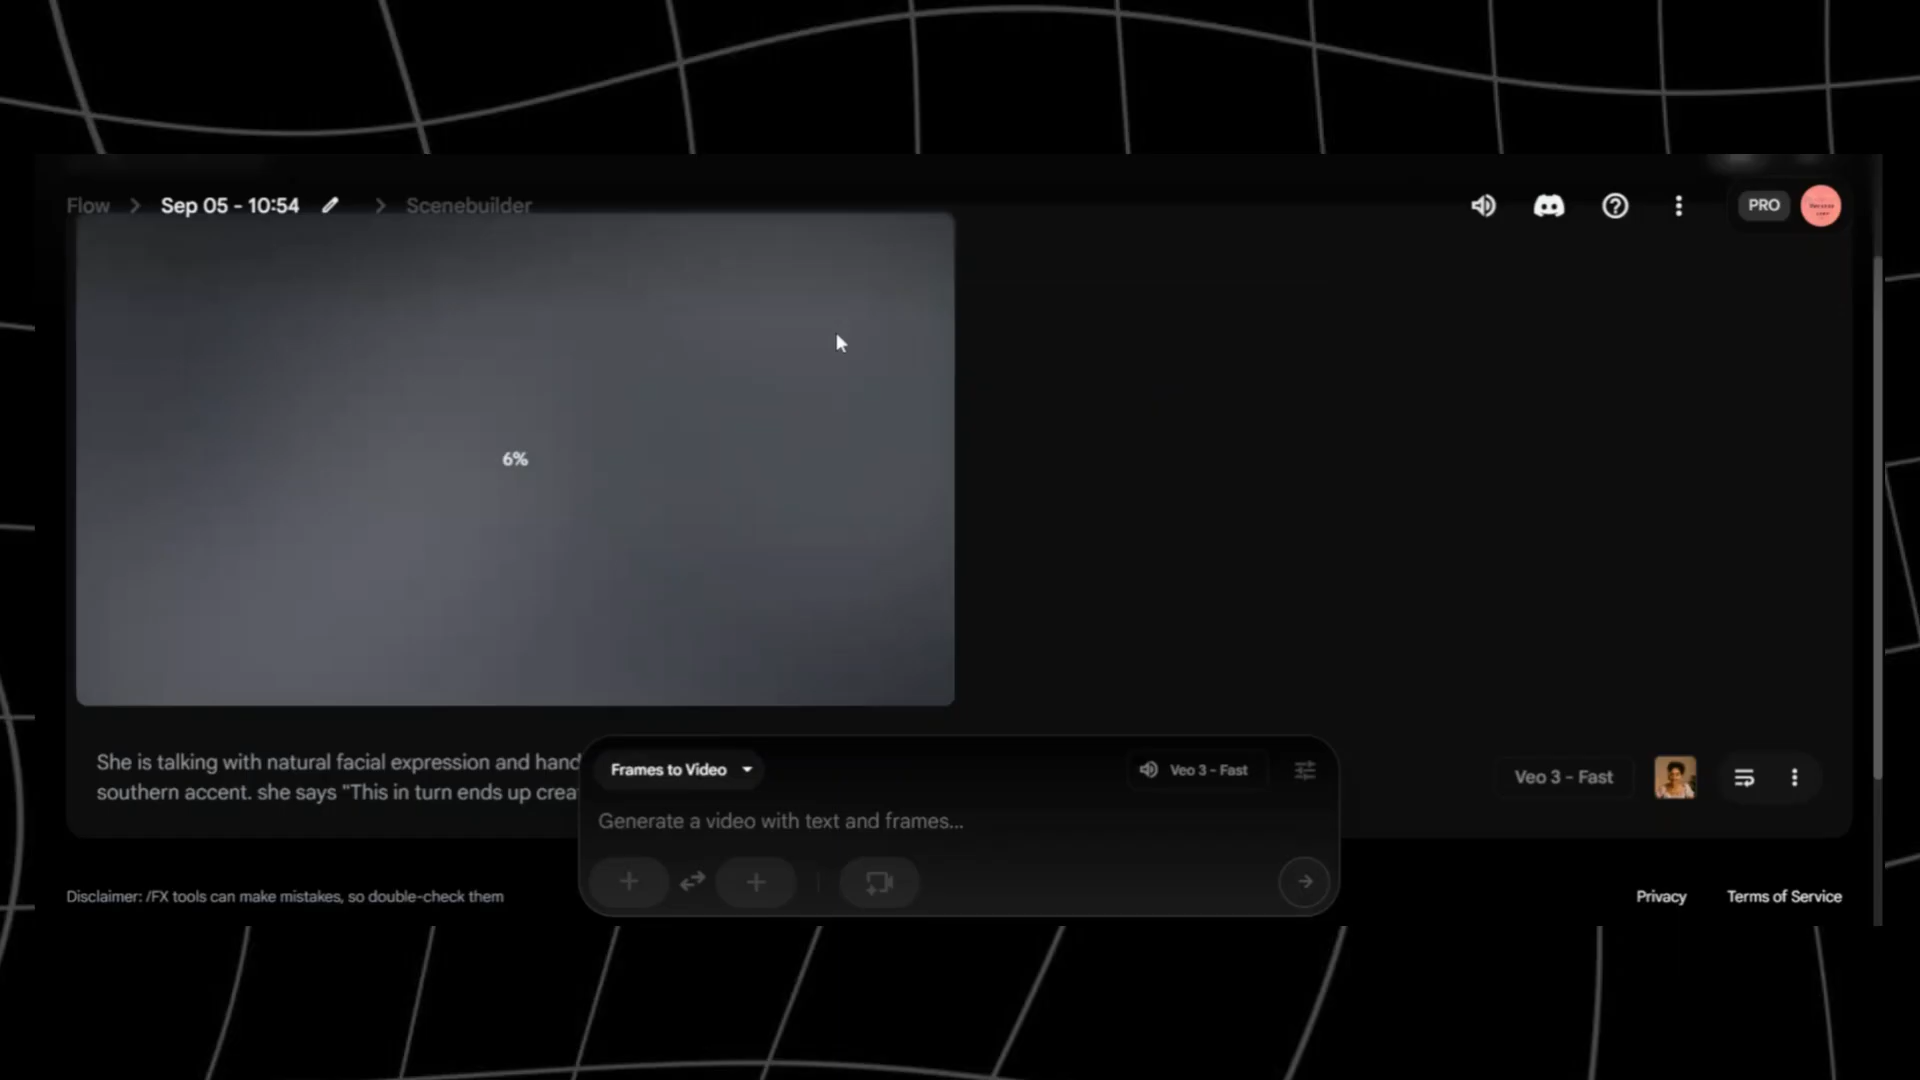 Flow > Sep 05 - 10:54 > Scenebuilder
PRO
6%
She is talking with natural facial expression and hand
southern accent. she says "This in turn ends up crea
Frames to Video
Veo 3 - Fast
Generate a video with text and frames...
Veo 3 - Fast
Disclaimer: /FX tools can make mistakes, so double-check them
Privacy
Terms of Service